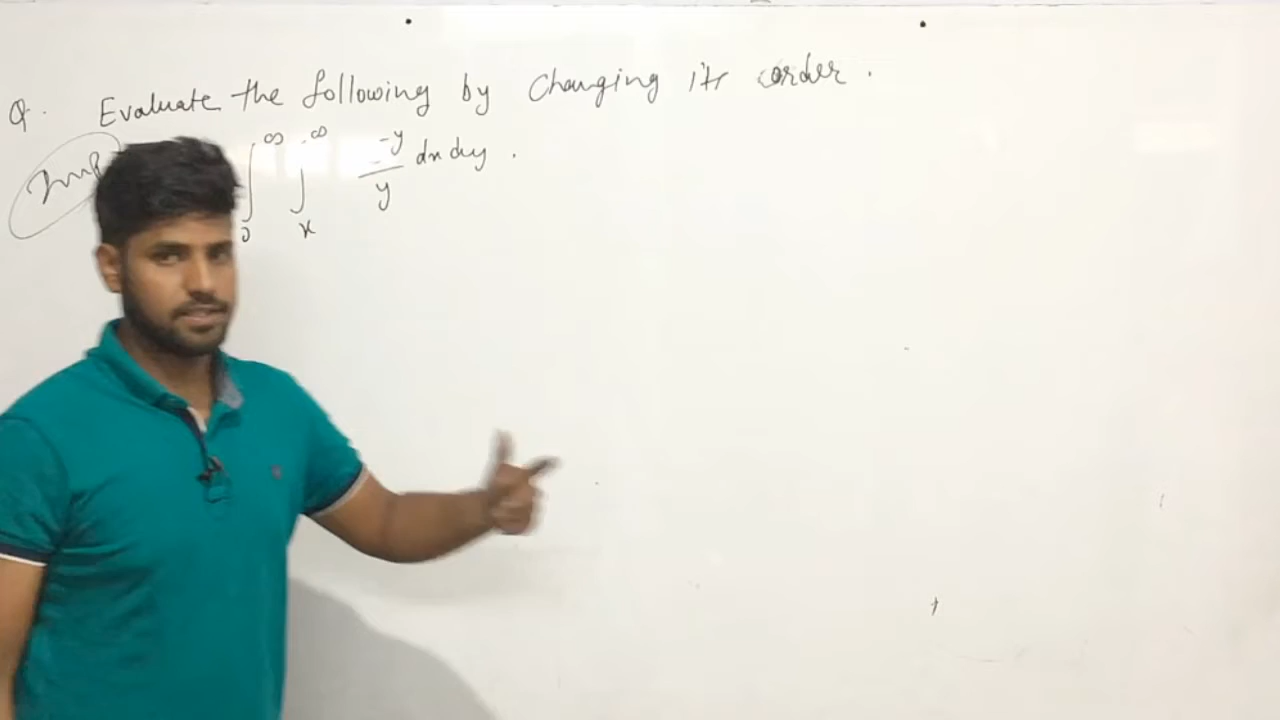 Q. Evaluate the following by Changing its order.
Imp ∫₀^∞ ∫ₓ^∞ -y/y dx dy.